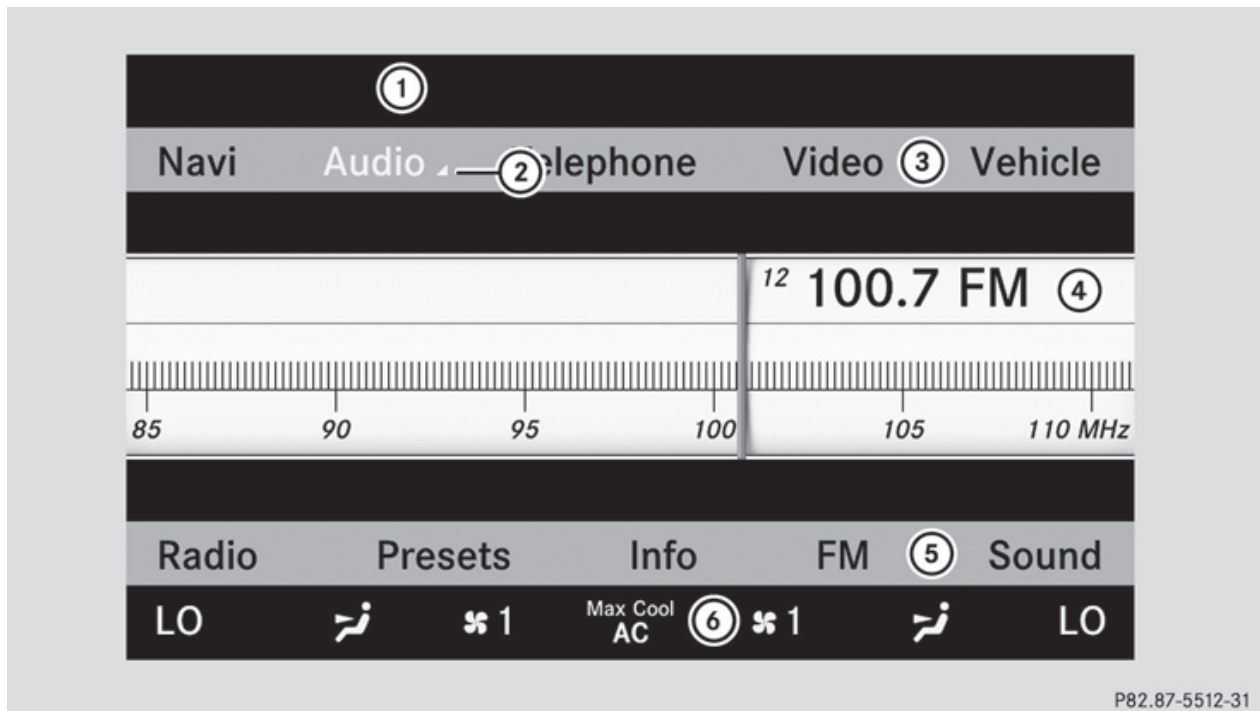 1
Navi Audio 2 elephone Video 3 Vehicle
12 100.7 FM 4
85 90 95 100 105 110 MHz
Radio Presets Info FM 5 Sound
LO 1 Max Cool AC 6 1 LO
P82.87-5512-31